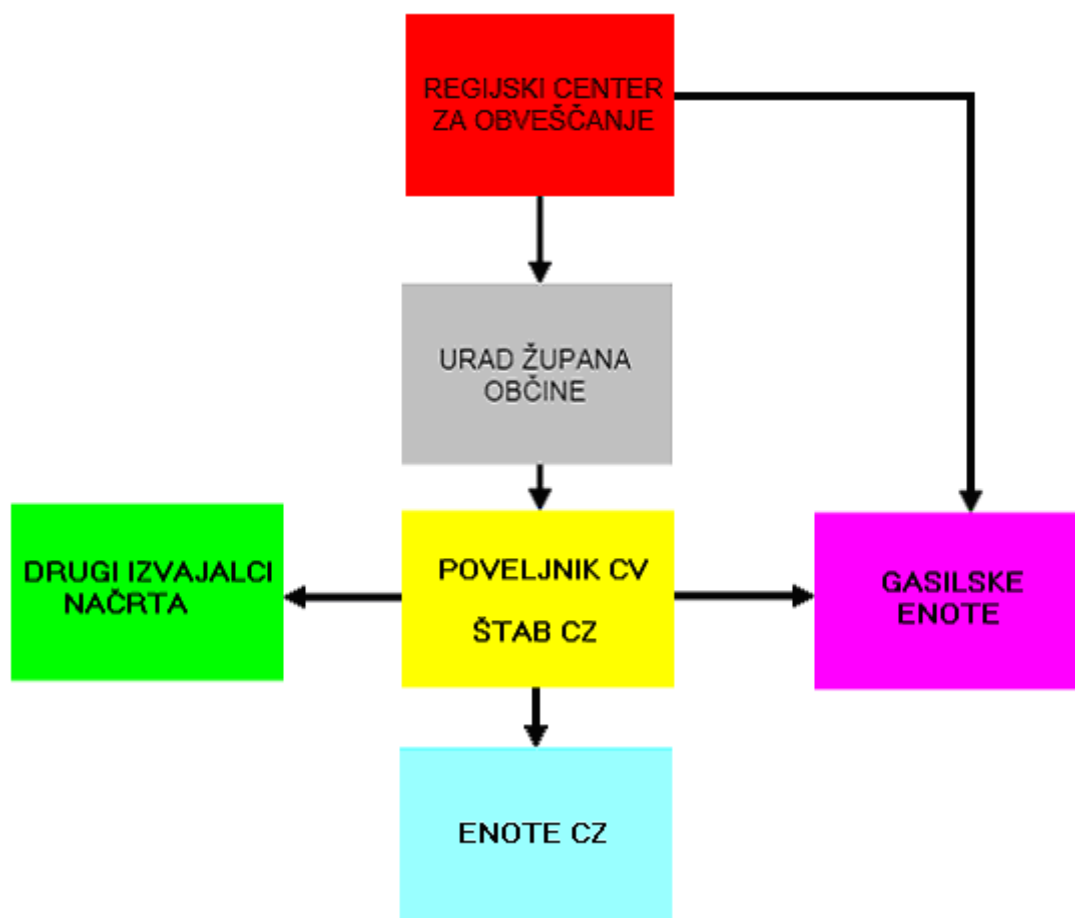 REGIJSKI CENTER
ZA OBVEŠČANJE
URAD ŽUPANA
OBČINE
DRUGI IZVAJALCI
NAČRTA
POVELJNIK CV
ŠTAB CZ
GASILSKE
ENOTE
ENOTE CZ